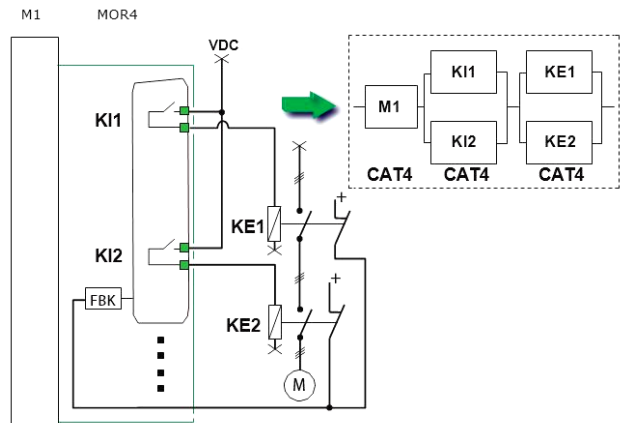 M1 MOR4
VDC
KI1
KI2
FBK
KE1
KE2
M
+
+
M1
KI1
KI2
KE1
KE2
CAT4 CAT4 CAT4